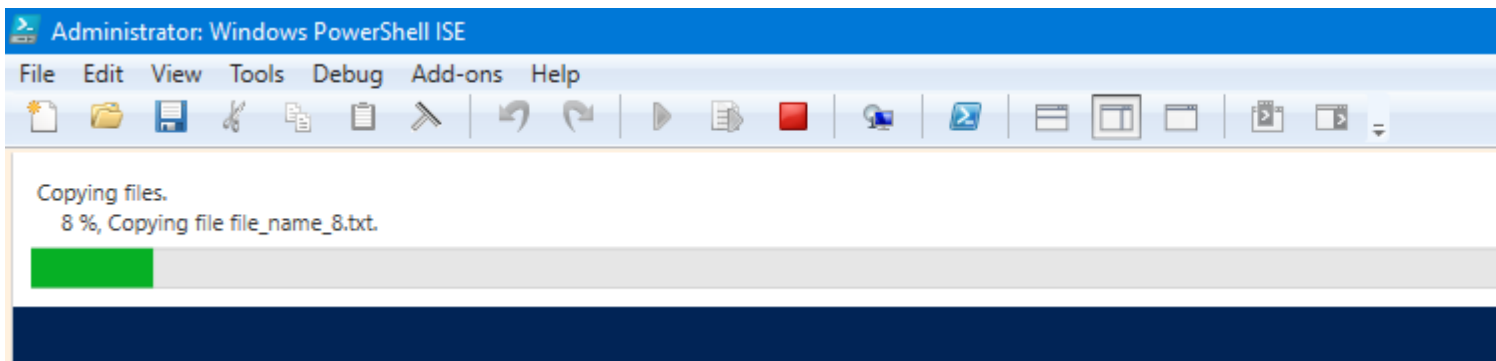 Administrator: Windows PowerShell ISE
File Edit View Tools Debug Add-ons Help
Copying files.
8 %, Copying file file_name_8.txt.